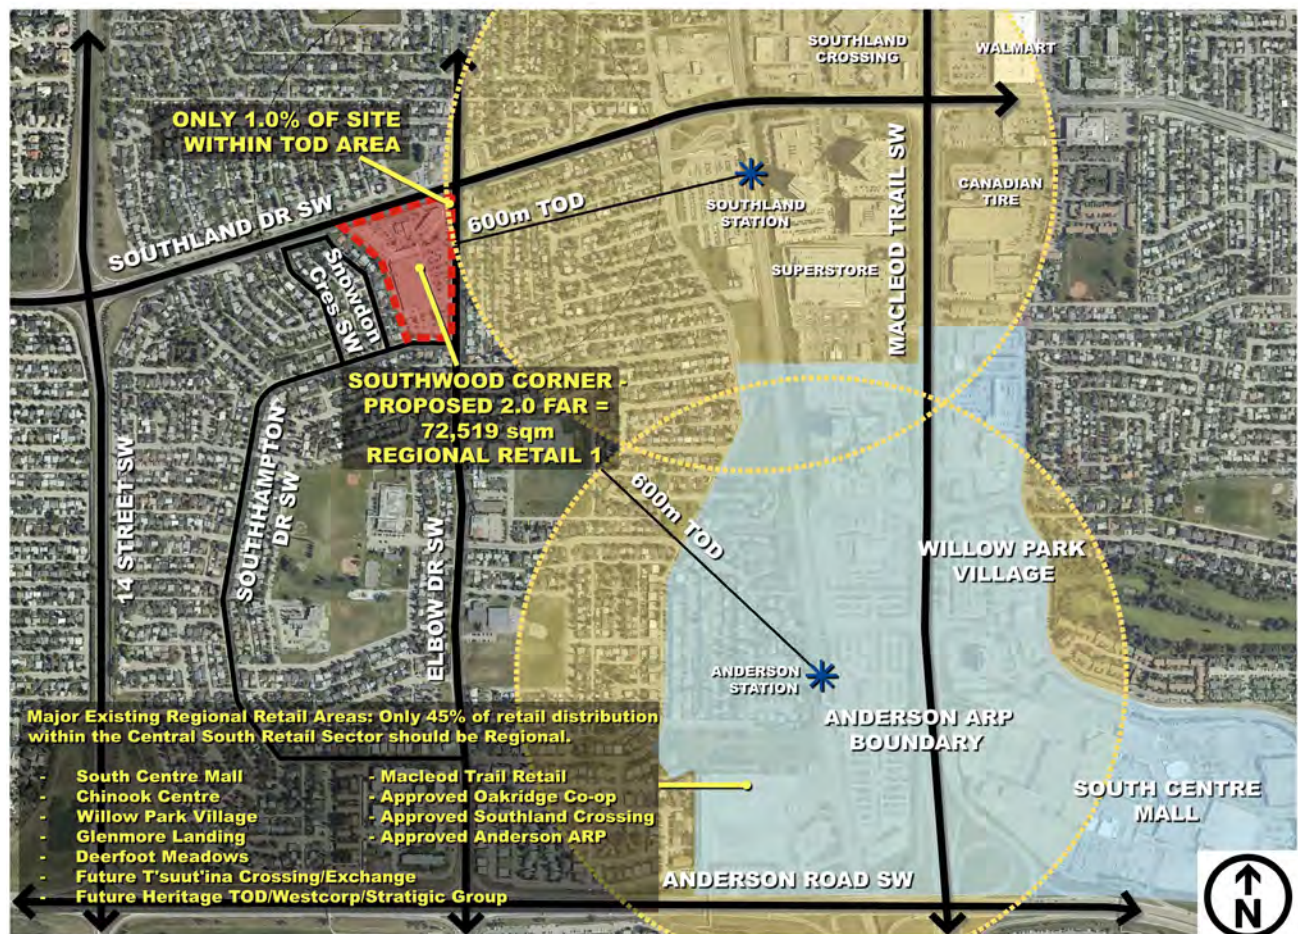 SOUTHLAND
CROSSING
WALMART
ONLY 1.0% OF SITE
WITHIN TOD AREA
MACLEOD TRAIL SW
CANADIAN
TIRE
SOUTHLAND DR SW
600m TOD
SOUTHLAND
STATION
SUPERSTORE
Snowdon
Cres SW
SOUTHWOOD CORNER -
PROPOSED 2.0 FAR =
72,519 sqm
REGIONAL RETAIL 1
14 STREET SW
SOUTHHAMPTON
DR SW
ELBOW DR SW
600m TOD
WILLOW PARK
VILLAGE
ANDERSON
STATION
ANDERSON ARP
BOUNDARY
SOUTH CENTRE
MALL
Major Existing Regional Retail Areas: Only 45% of retail distribution
within the Central South Retail Sector should be Regional.
- South Centre Mall
- Chinook Centre
- Willow Park Village
- Glenmore Landing
- Deerfoot Meadows
- Future T'suut'ina Crossing/Exchange
- Future Heritage TOD/Westcorp/Stratigic Group
- Macleod Trail Retail
- Approved Oakridge Co-op
- Approved Southland Crossing
- Approved Anderson ARP
ANDERSON ROAD SW
N